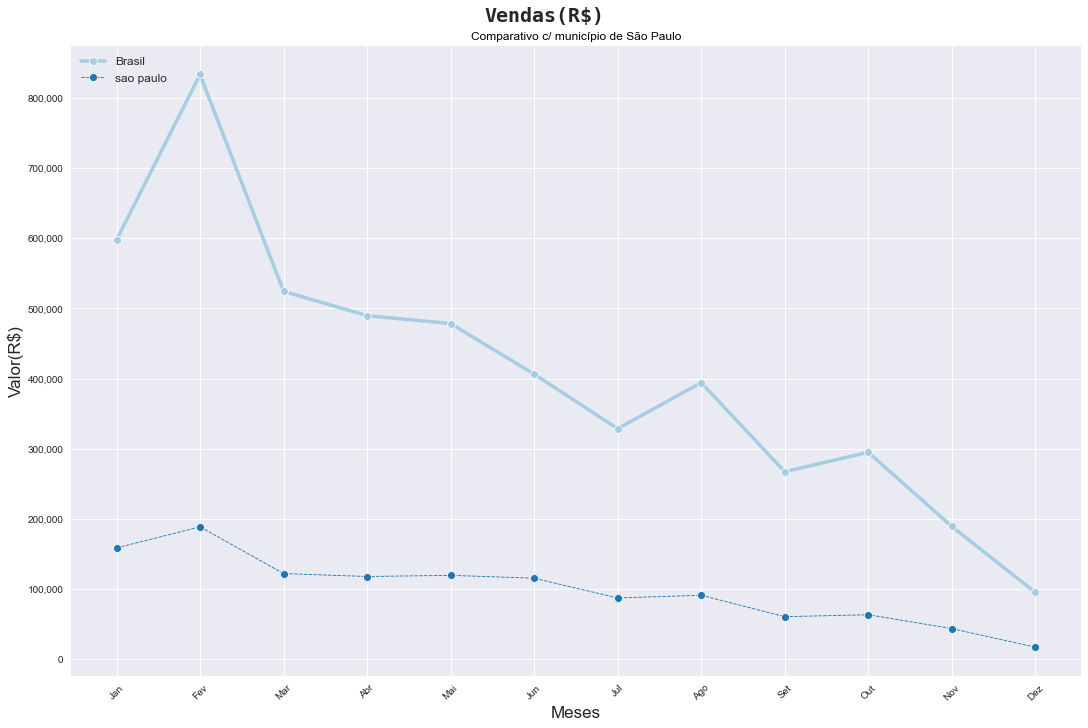 Vendas(R$)
Comparativo c/ município de São Paulo
Brasil
sao paulo
Valor(R$)
800,000
700,000
600,000
500,000
400,000
300,000
200,000
100,000
0
Jan
Fev
Mar
Abr
Mai
Jun
Jul
Ago
Set
Out
Nov
Dez
Meses